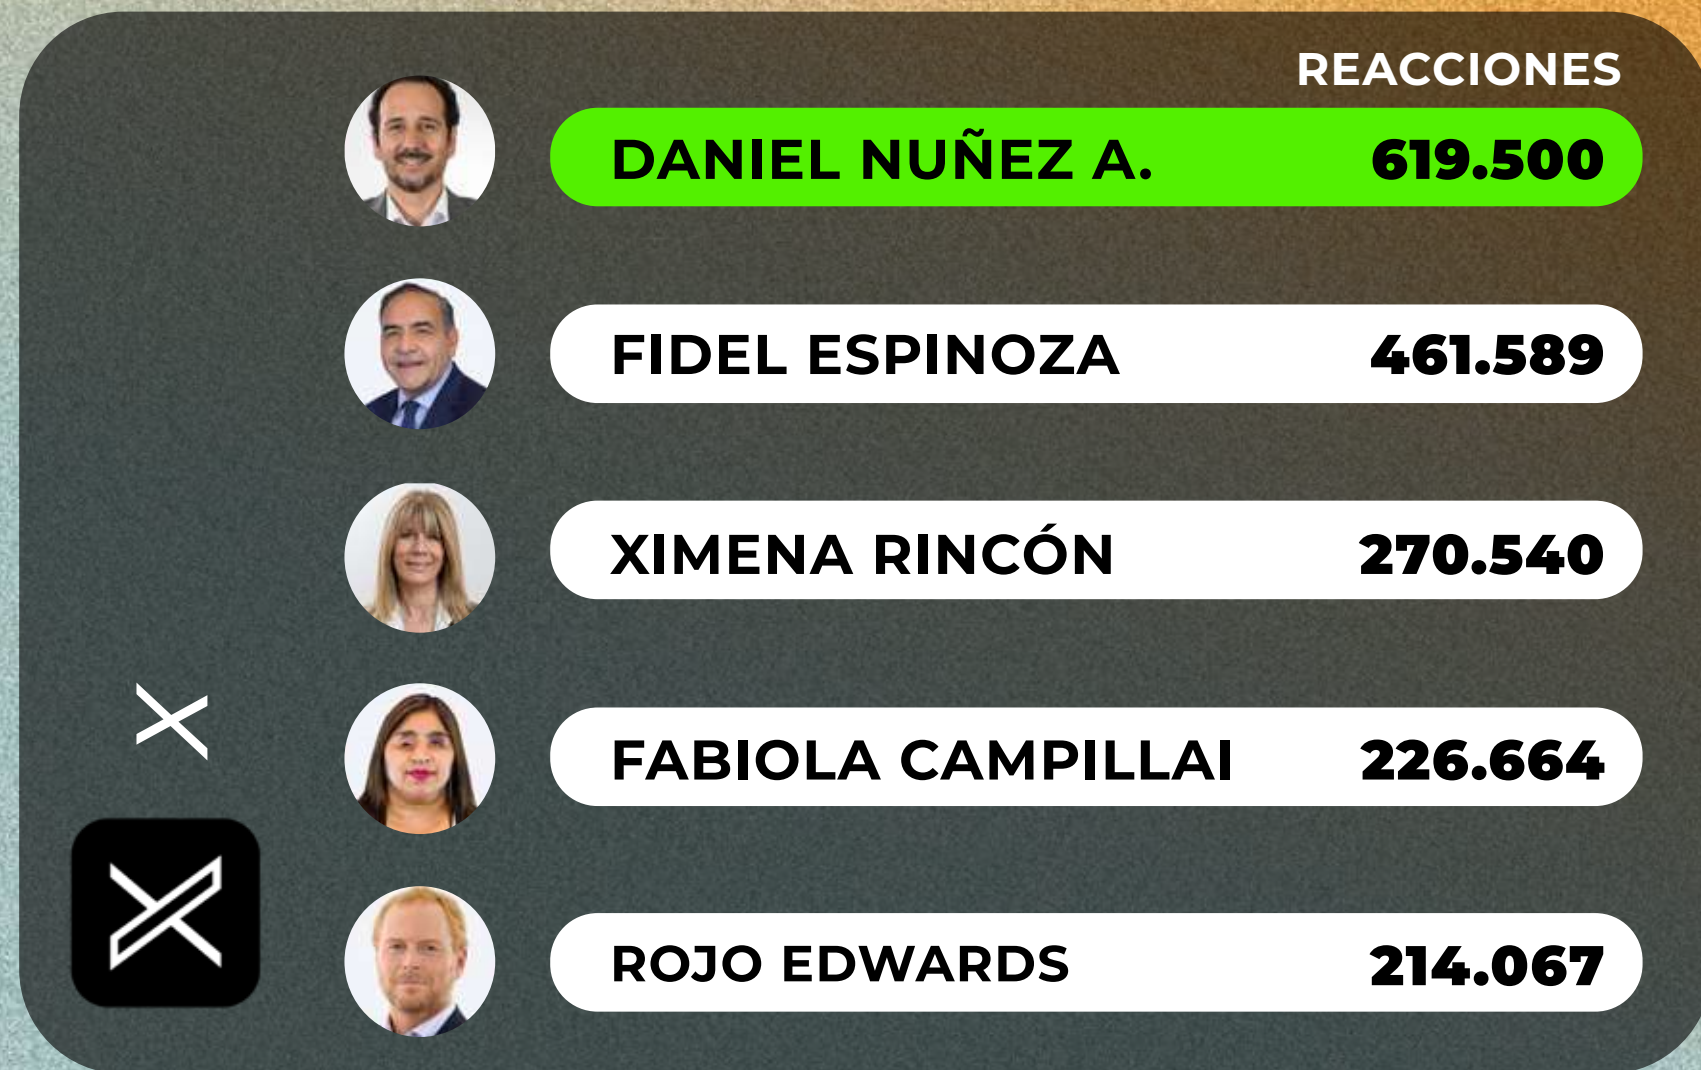 REACCIONES
DANIEL NUÑEZ A. 619.500
FIDEL ESPINOZA 461.589
XIMENA RINCÓN 270.540
FABIOLA CAMPILLAI 226.664
X
ROJO EDWARDS 214.067